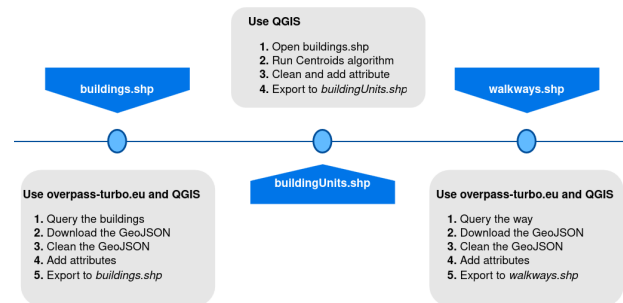 Use QGIS
1. Open buildings.shp
2. Run Centroids algorithm
3. Clean and add attribute
4. Export to buildingUnits.shp
buildings.shp
walkways.shp
buildingUnits.shp
Use overpass-turbo.eu and QGIS
1. Query the buildings
2. Download the GeoJSON
3. Clean the GeoJSON
4. Add attributes
5. Export to buildings.shp
Use overpass-turbo.eu and QGIS
1. Query the way
2. Download the GeoJSON
3. Clean the GeoJSON
4. Add attributes
5. Export to walkways.shp